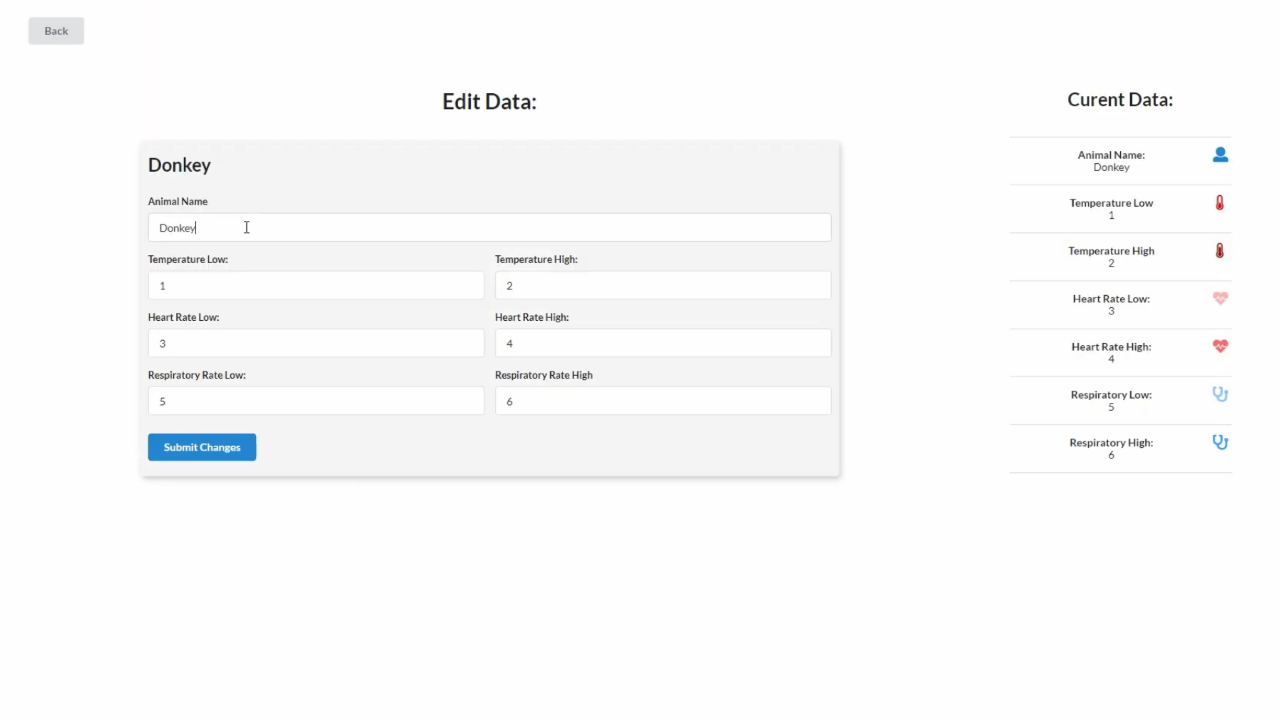 Back
Edit Data:
Donkey
Animal Name
Donkey
Temperature Low:
Temperature High:
1
2
Heart Rate Low:
Heart Rate High:
3
4
Respiratory Rate Low:
Respiratory Rate High
5
6
Submit Changes
Curent Data:
Animal Name:
Donkey
Temperature Low
1
Temperature High
2
Heart Rate Low:
3
Heart Rate High:
4
Respiratory Low:
5
Respiratory High:
6